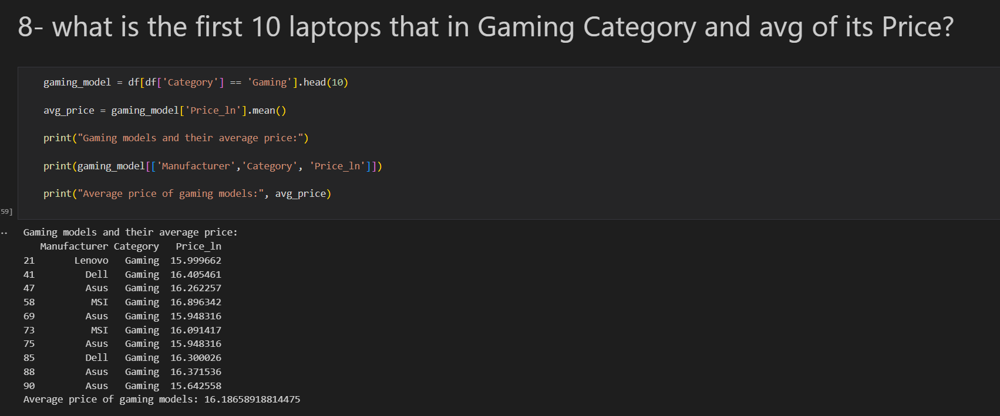 8- what is the first 10 laptops that in Gaming Category and avg of its Price?
gaming_model = df[df['Category'] == 'Gaming'].head(10)
avg_price = gaming_model['Price_ln'].mean()
print("Gaming models and their average price:")
print(gaming_model[['Manufacturer','Category', 'Price_ln']])
print("Average price of gaming models:", avg_price)
59]
..
Gaming models and their average price:
Manufacturer Category Price_ln
21 Lenovo Gaming 15.999662
41 Dell Gaming 16.405461
47 Asus Gaming 16.262257
58 MSI Gaming 16.896342
69 Asus Gaming 15.948316
73 MSI Gaming 16.091417
75 Asus Gaming 15.948316
85 Dell Gaming 16.300026
88 Asus Gaming 16.371536
90 Asus Gaming 15.642558
Average price of gaming models: 16.18658918814475